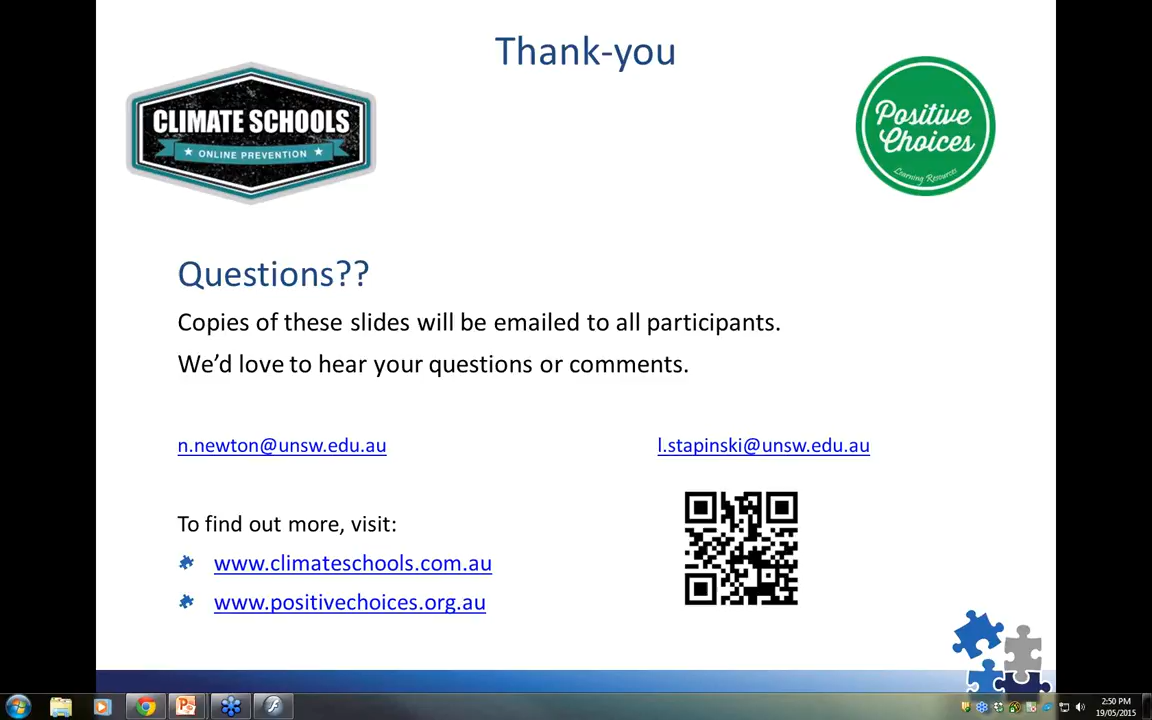 Thank-you
CLIMATE SCHOOLS
ONLINE PREVENTION
Positive
Choices
Learning Resources
Questions??
Copies of these slides will be emailed to all participants.
We’d love to hear your questions or comments.
n.newton@unsw.edu.au
l.stapinski@unsw.edu.au
To find out more, visit:
www.climateschools.com.au
www.positivechoices.org.au
2:50 PM
19/05/2015